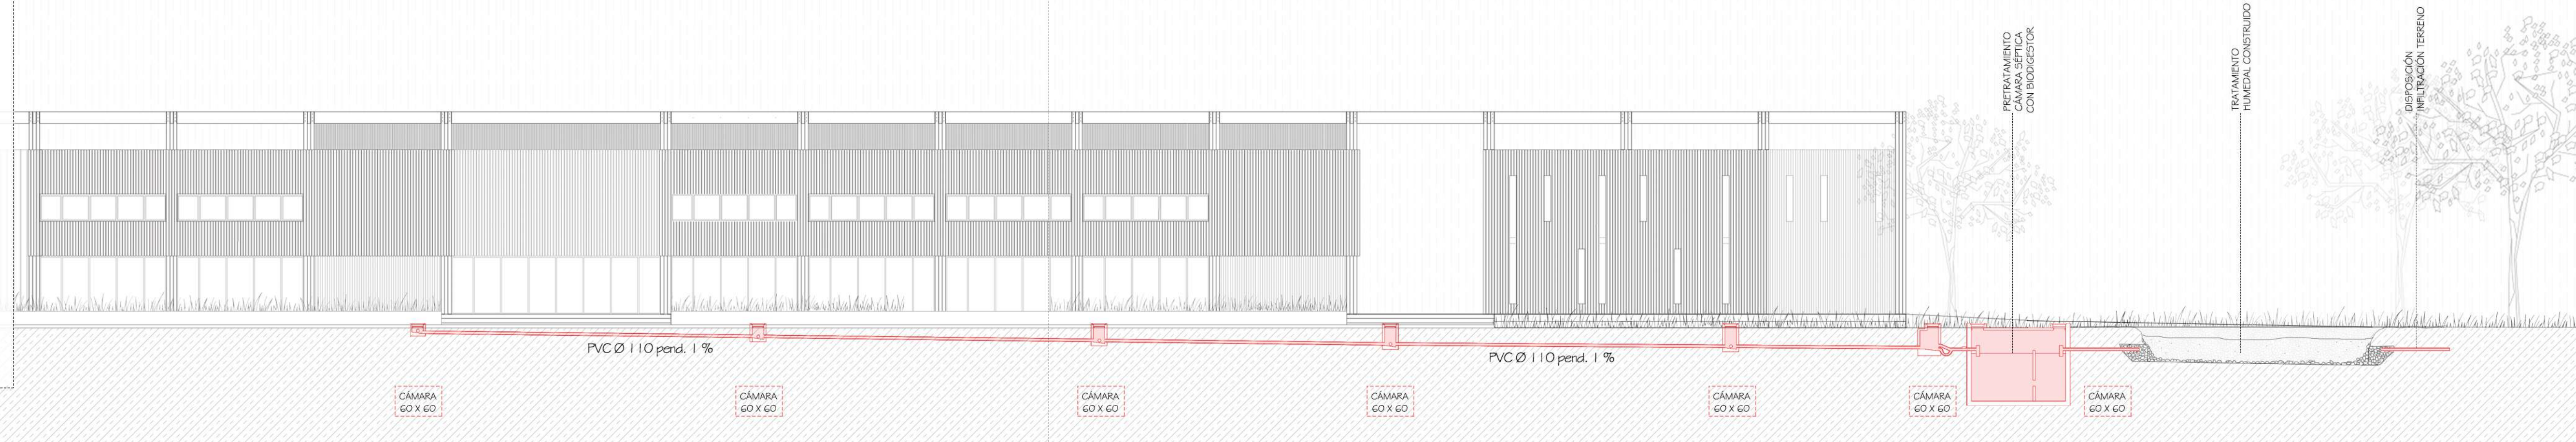 PRETRATAMIENTO
CÁMARA SÉPTICA
CON BIODIGESTOR
TRATAMIENTO
HUMEDAL CONSTRUIDO
DISPOSICIÓN
INFILTRACIÓN TERRENO
PVC Ø 110 pend. 1 %
PVC Ø 110 pend. 1 %
CÁMARA
60 X 60
CÁMARA
60 X 60
CÁMARA
60 X 60
CÁMARA
60 X 60
CÁMARA
60 X 60
CÁMARA
60 X 60
CÁMARA
60 X 60